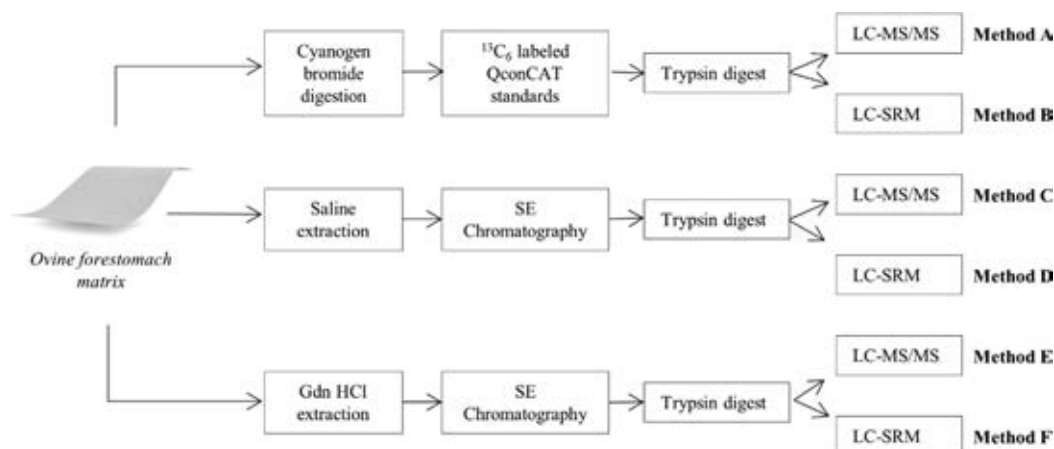 Cyanogen
bromide
digestion
¹³C₆ labeled
QconCAT
standards
Trypsin digest
LC-MS/MS
Method A
LC-SRM
Method B
Ovine forestomach
matrix
Saline
extraction
SE
Chromatography
Trypsin digest
LC-MS/MS
Method C
LC-SRM
Method D
Gdn HCl
extraction
SE
Chromatography
Trypsin digest
LC-MS/MS
Method E
LC-SRM
Method F